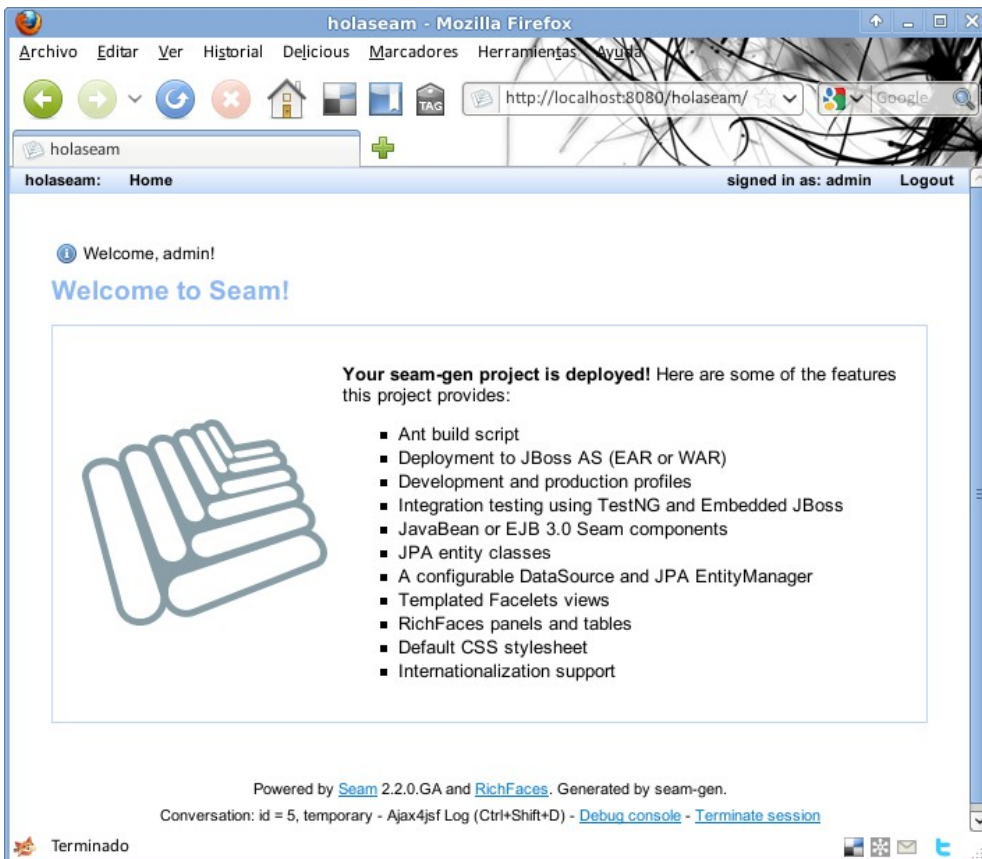 holaseam - Mozilla Firefox
Archivo Editar Ver Historial Delicious Marcadores Herramientas Ayuda
TAG http://localhost:8080/holaseam/ Google
holaseam
holaseam: Home signed in as: admin Logout
Welcome, admin!
Welcome to Seam!
Your seam-gen project is deployed! Here are some of the features
this project provides:
Ant build script
Deployment to JBoss AS (EAR or WAR)
Development and production profiles
Integration testing using TestNG and Embedded JBoss
JavaBean or EJB 3.0 Seam components
JPA entity classes
A configurable DataSource and JPA EntityManager
Templated Facelets views
RichFaces panels and tables
Default CSS stylesheet
Internationalization support
Powered by Seam 2.2.0.GA and RichFaces. Generated by seam-gen.
Conversation: id = 5, temporary - Ajax4jsf Log (Ctrl+Shift+D) - Debug console - Terminate session
Terminado